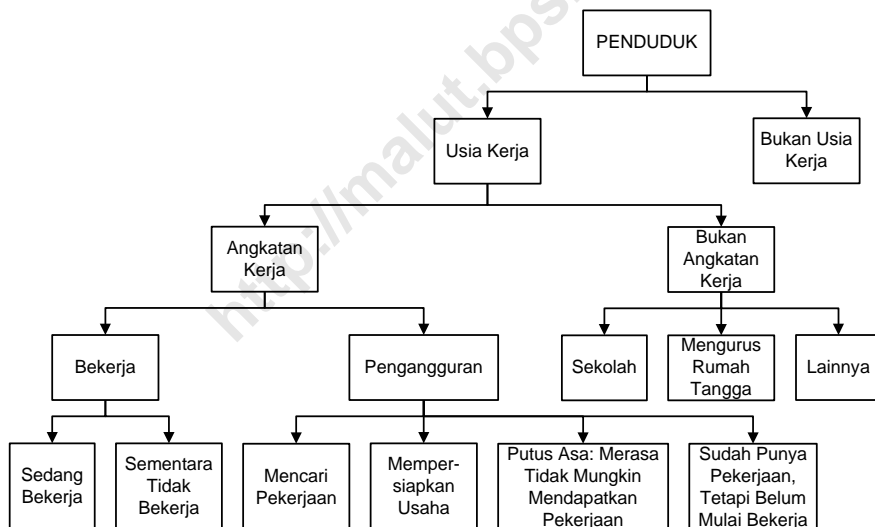 PENDUDUK
Usia Kerja
Bukan Usia
Kerja
Angkatan
Kerja
Bukan
Angkatan
Kerja
Bekerja
Pengangguran
Sekolah
Mengurus
Rumah
Tangga
Lainnya
Sedang
Bekerja
Sementara
Tidak
Bekerja
Mencari
Pekerjaan
Memper-
siapkan
Usaha
Putus Asa: Merasa
Tidak Mungkin
Mendapatkan
Pekerjaan
Sudah Punya
Pekerjaan,
Tetapi Belum
Mulai Bekerja
http://malut.bps.